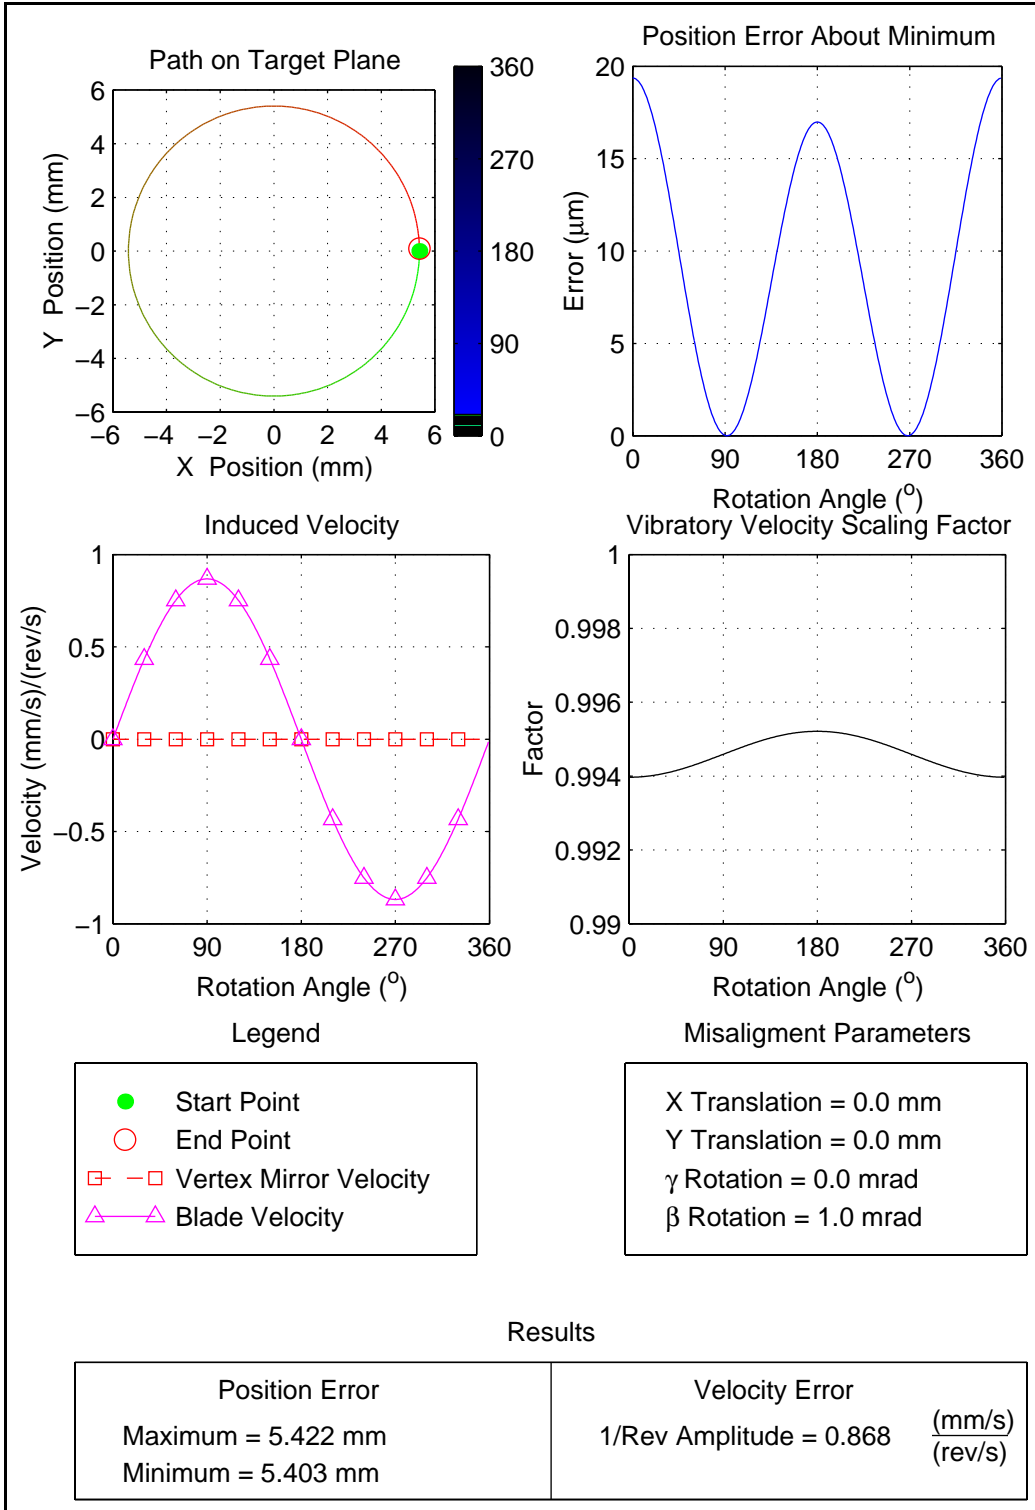 Path on Target Plane
6
4
2
0
−2
−4
−6
−6 −4 −2 0 2 4 6
X Position (mm)
Y Position (mm)
360
270
180
90
0
Position Error About Minimum
20
15
10
5
0
0 90 180 270 360
Rotation Angle (o)
Error (μm)
Induced Velocity
1
0.5
0
−0.5
−1
0 90 180 270 360
Rotation Angle (o)
Velocity (mm/s)/(rev/s)
Vibratory Velocity Scaling Factor
1
0.998
0.996
0.994
0.992
0.99
0 90 180 270 360
Rotation Angle (o)
Factor
Legend
Start Point
End Point
Vertex Mirror Velocity
Blade Velocity
Misaligment Parameters
X Translation = 0.0 mm
Y Translation = 0.0 mm
γ Rotation = 0.0 mrad
β Rotation = 1.0 mrad
Results
Position Error
Maximum = 5.422 mm
Minimum = 5.403 mm
Velocity Error
1/Rev Amplitude = 0.868 (mm/s)
(rev/s)